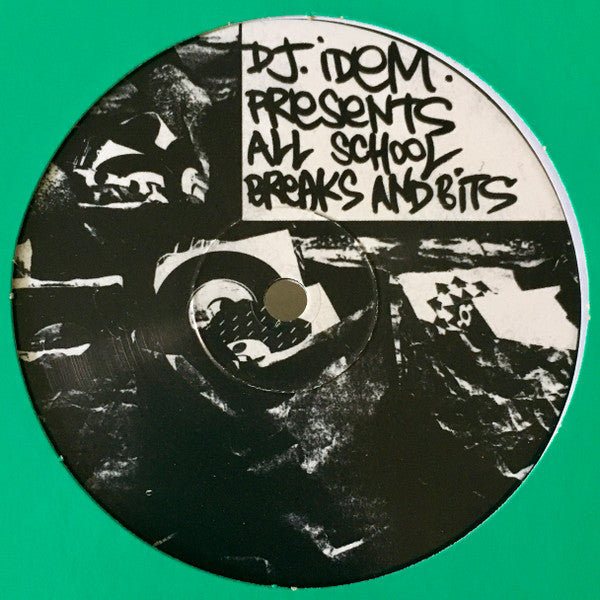 DJ. iDEM.
PRESENTS
ALL SCHOOL
BREAKS AND BiTS